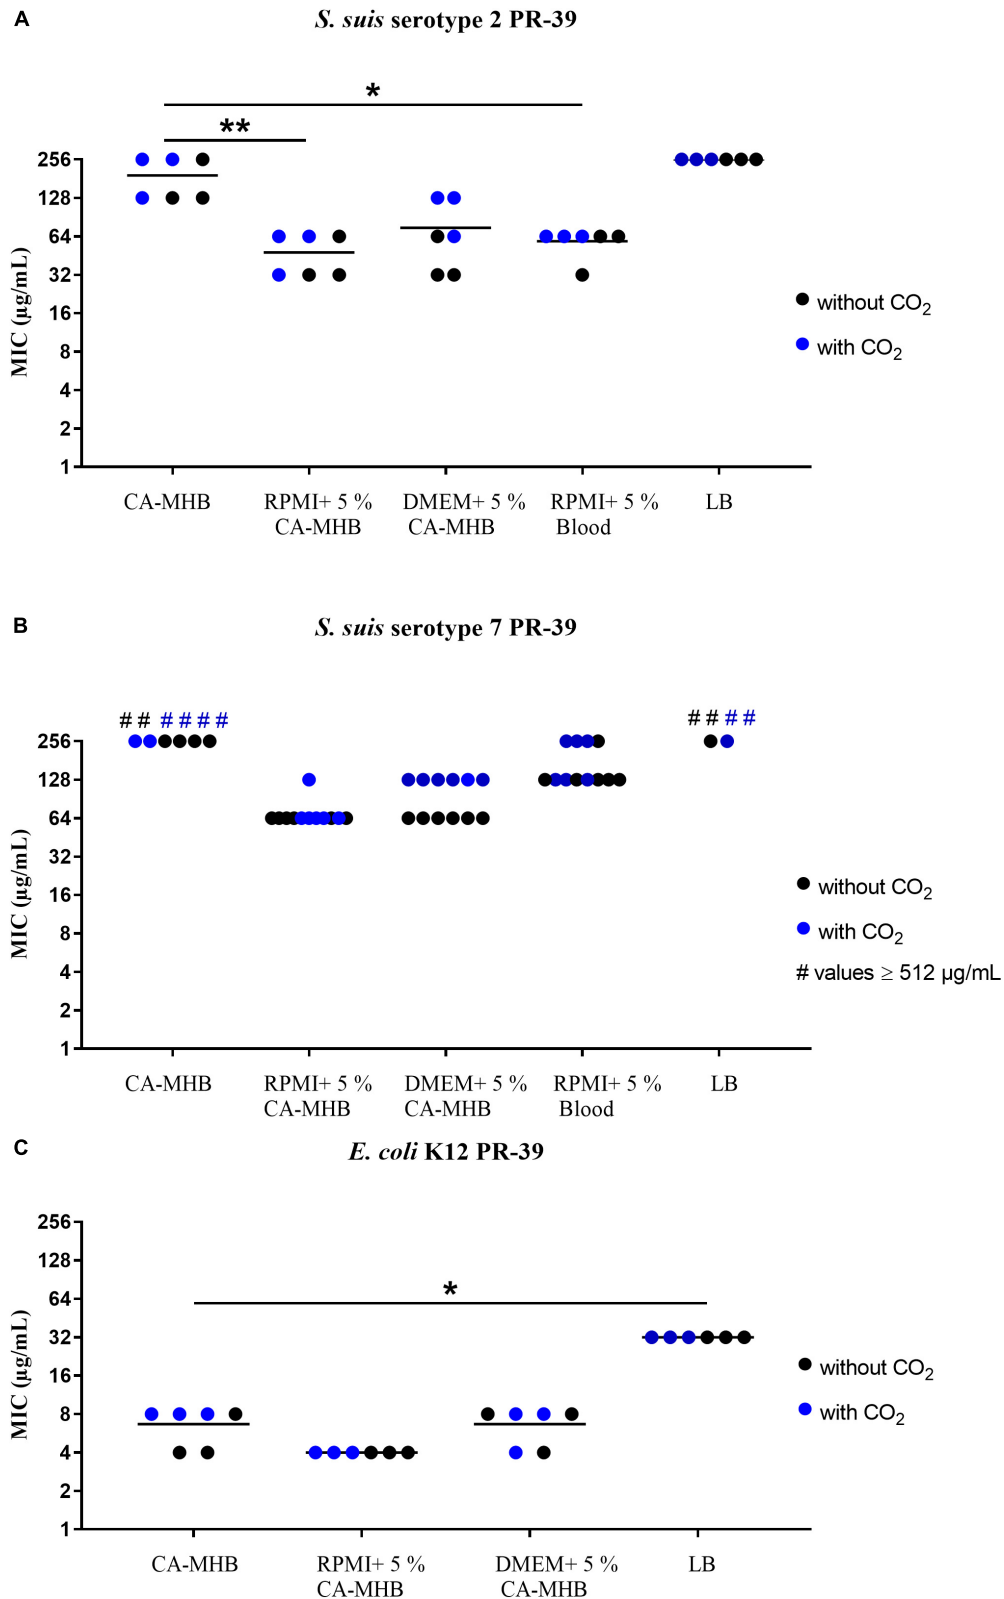 A
S. suis serotype 2 PR-39
*
**
MIC (µg/mL)
256
128
64
32
16
8
4
2
1
without CO2
with CO2
CA-MHB
RPMI+ 5 %
CA-MHB
DMEM+ 5 %
CA-MHB
RPMI+ 5 %
Blood
LB
B
S. suis serotype 7 PR-39
# # # # # #
# # # #
MIC (µg/mL)
256
128
64
32
16
8
4
2
1
without CO2
with CO2
# values ≥ 512 µg/mL
CA-MHB
RPMI+ 5 %
CA-MHB
DMEM+ 5 %
CA-MHB
RPMI+ 5 %
Blood
LB
C
E. coli K12 PR-39
*
MIC (µg/mL)
256
128
64
32
16
8
4
2
1
without CO2
with CO2
CA-MHB
RPMI+ 5 %
CA-MHB
DMEM+ 5 %
CA-MHB
LB